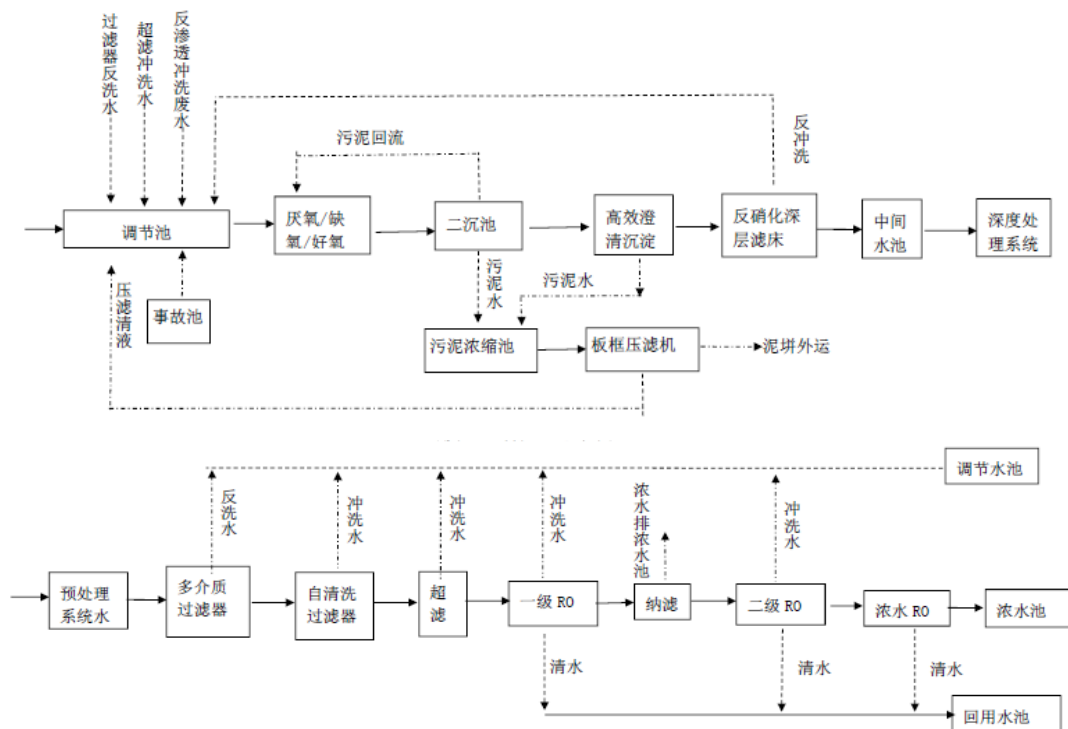 过滤器反洗水
超滤冲洗水
反渗透冲洗废水
反冲洗
污泥回流
调节池
厌氧/缺
氧/好氧
二沉池
高效澄
清沉淀
反硝化深
层滤床
中间
水池
深度处
理系统
压滤清液
事故池
污泥水
污泥水
污泥浓缩池
板框压滤机
泥垪外运
调节水池
反洗水
冲洗水
冲洗水
冲洗水
浓水排浓水池
冲洗水
预处理
系统水
多介质
过滤器
自清洗
过滤器
超滤
一级 RO
纳滤
二级 RO
浓水 RO
浓水池
清水
清水
清水
回用水池